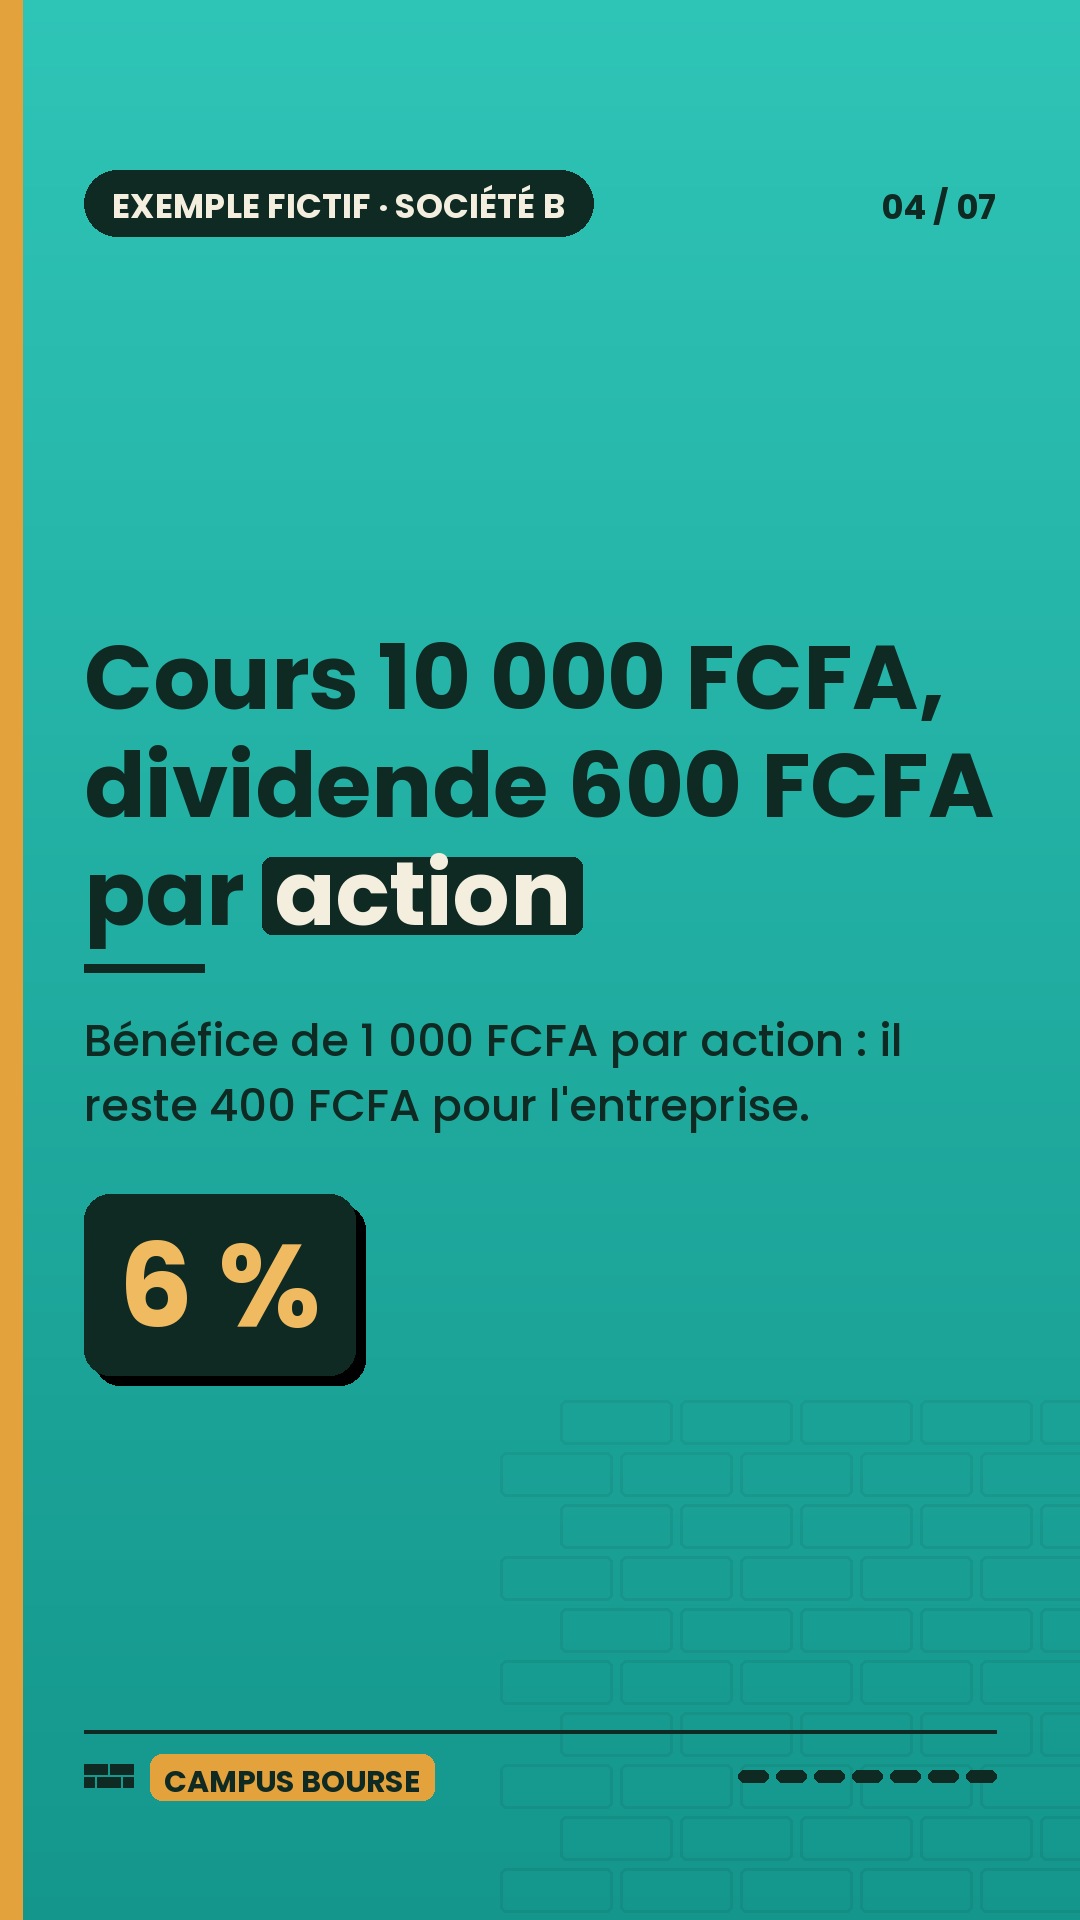 EXEMPLE FICTIF · SOCIÉTÉ B
04 / 07
Cours 10 000 FCFA,
dividende 600 FCFA
par action
Bénéfice de 1 000 FCFA par action : il
reste 400 FCFA pour l'entreprise.
6 %
CAMPUS BOURSE